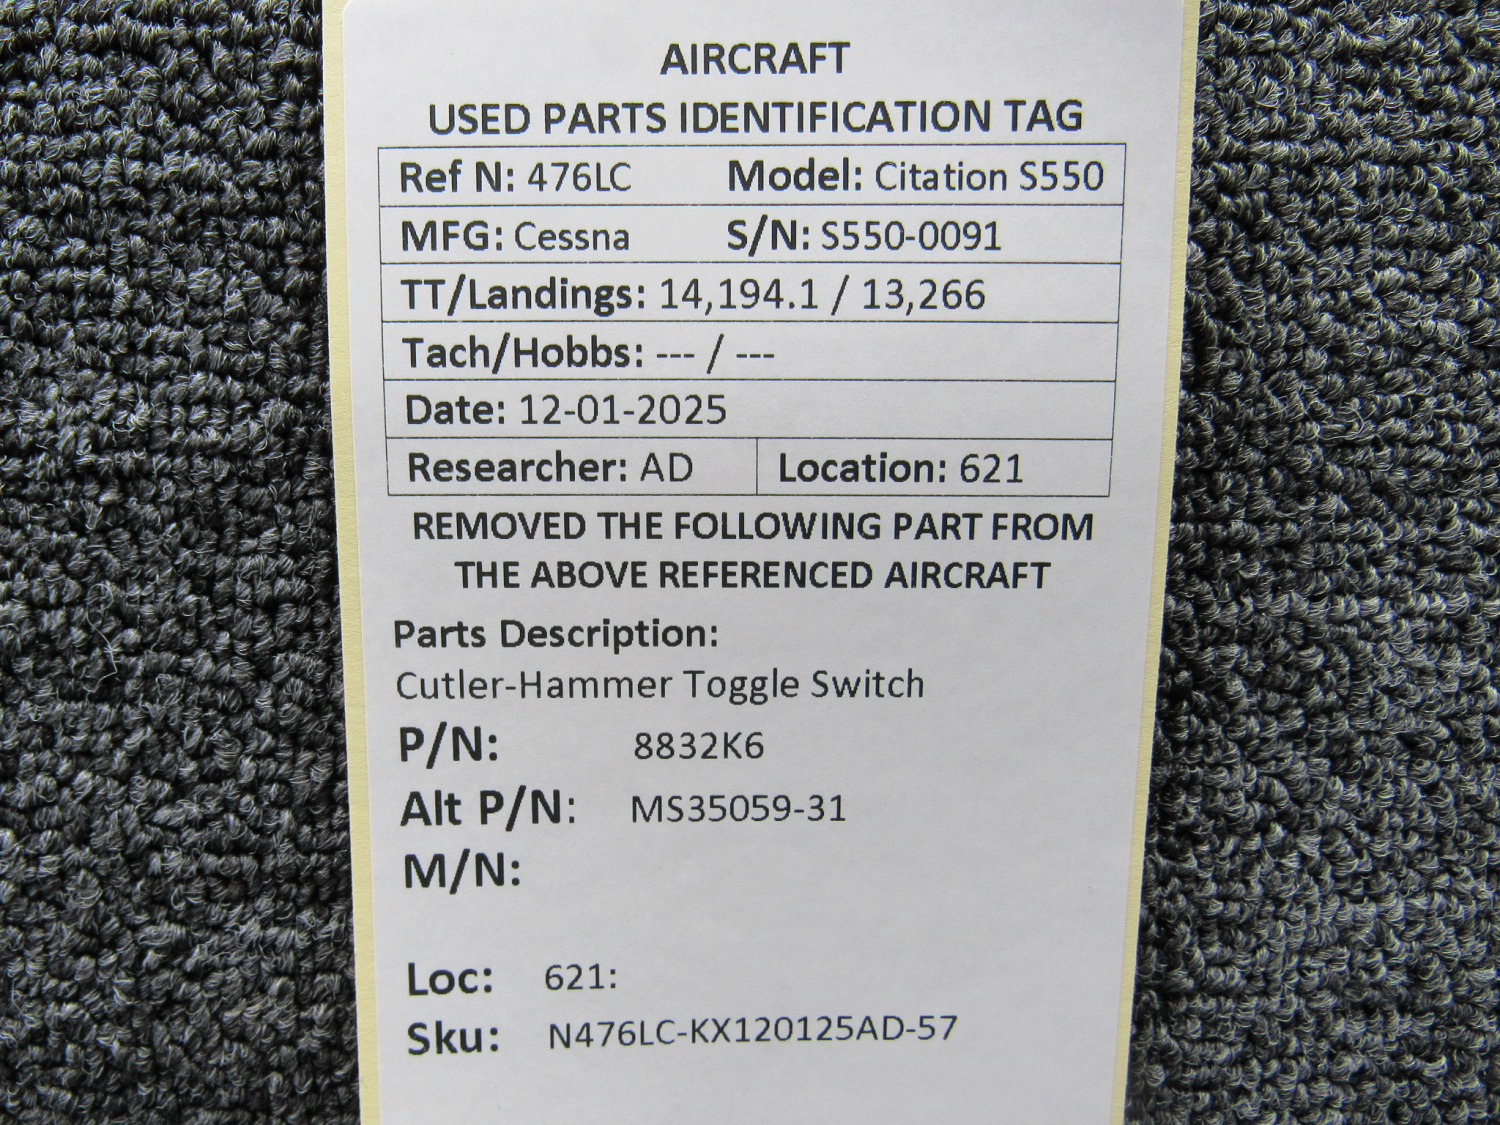 AIRCRAFT
USED PARTS IDENTIFICATION TAG
Ref N: 476LC Model: Citation S550
MFG: Cessna S/N: S550-0091
TT/Landings: 14,194.1 / 13,266
Tach/Hobbs: --- / ---
Date: 12-01-2025
Researcher: AD Location: 621
REMOVED THE FOLLOWING PART FROM
THE ABOVE REFERENCED AIRCRAFT
Parts Description:
Cutler-Hammer Toggle Switch
P/N: 8832K6
Alt P/N: MS35059-31
M/N:
Loc: 621:
Sku: N476LC-KX120125AD-57